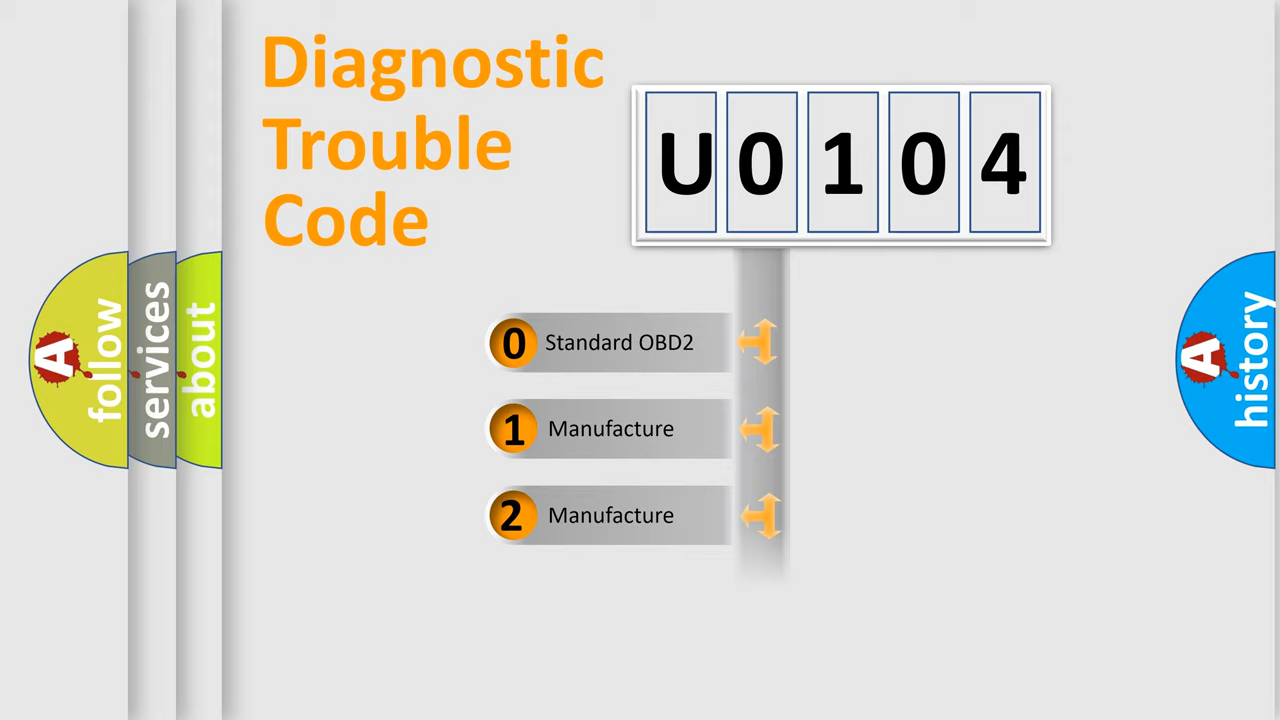 Diagnostic
Trouble
Code
U0104
0 Standard OBD2
1 Manufacture
2 Manufacture
A
follow
services
about
A
history